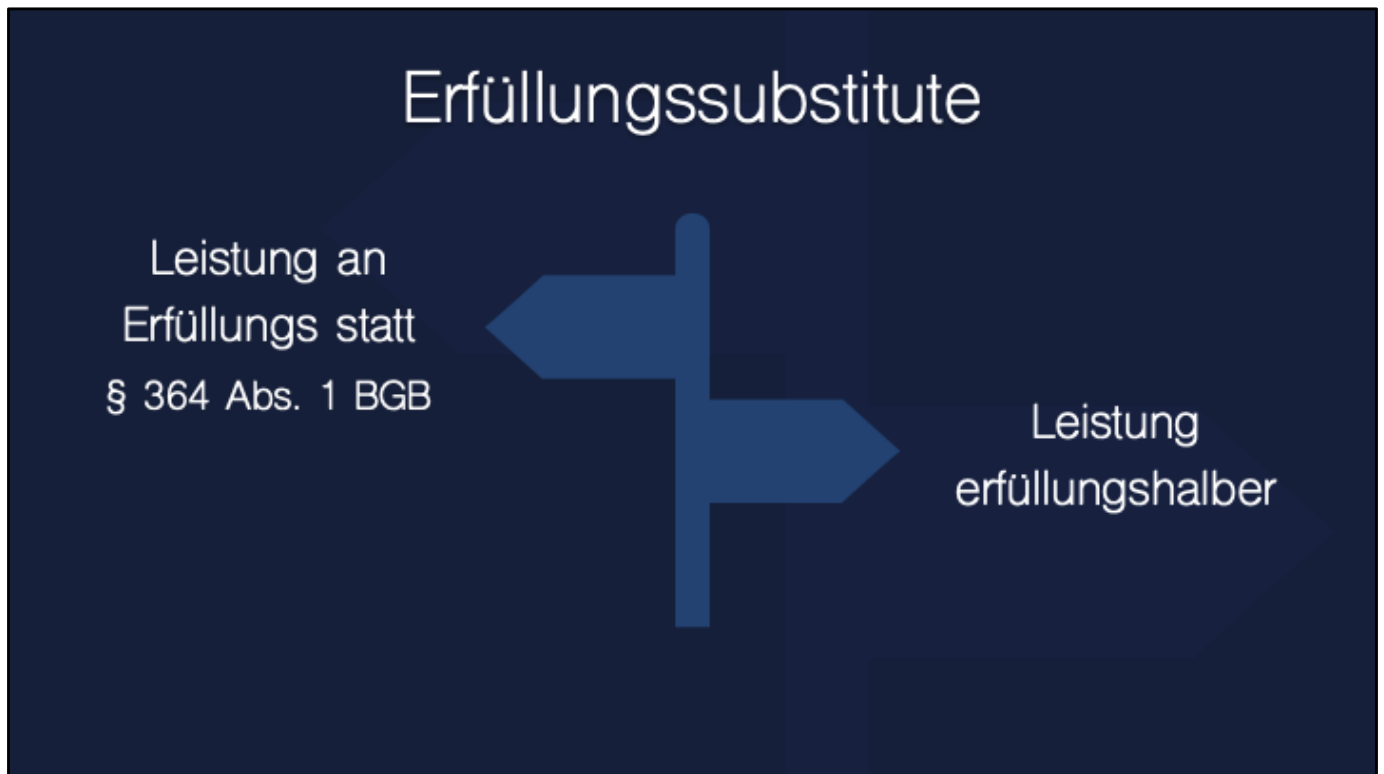 Erfüllungssubstitute
Leistung an
Erfüllungs statt
§ 364 Abs. 1 BGB
Leistung
erfüllungshalber